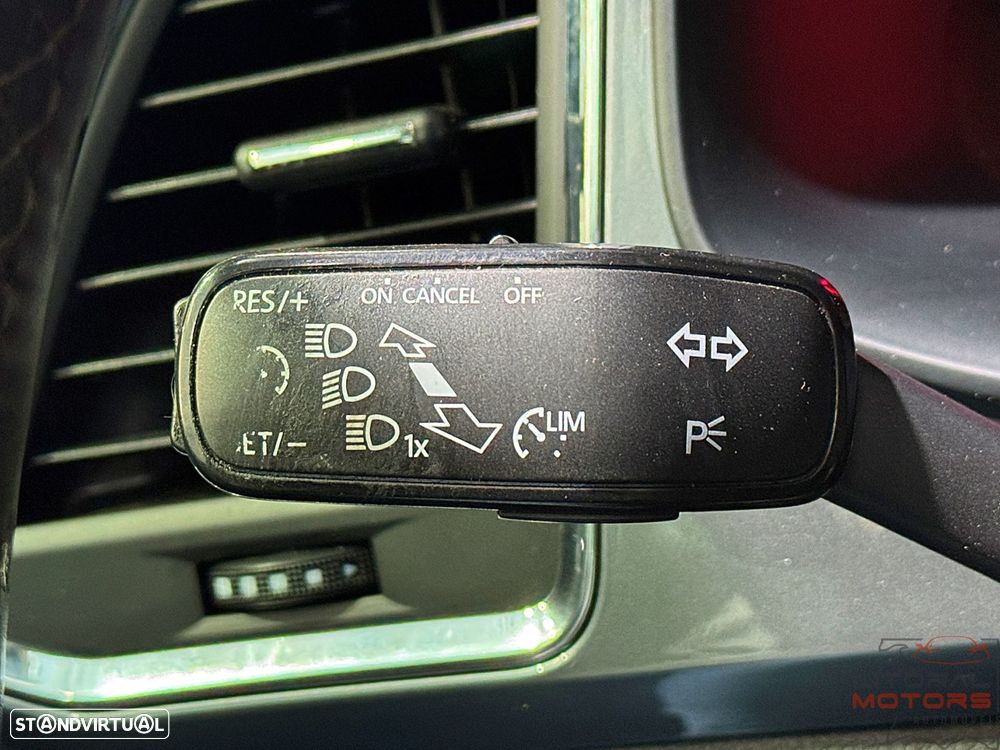 RES/+
ON CANCEL OFF
ET/-
1x
LIM
P
STANDVIRTUAL
MOTORS